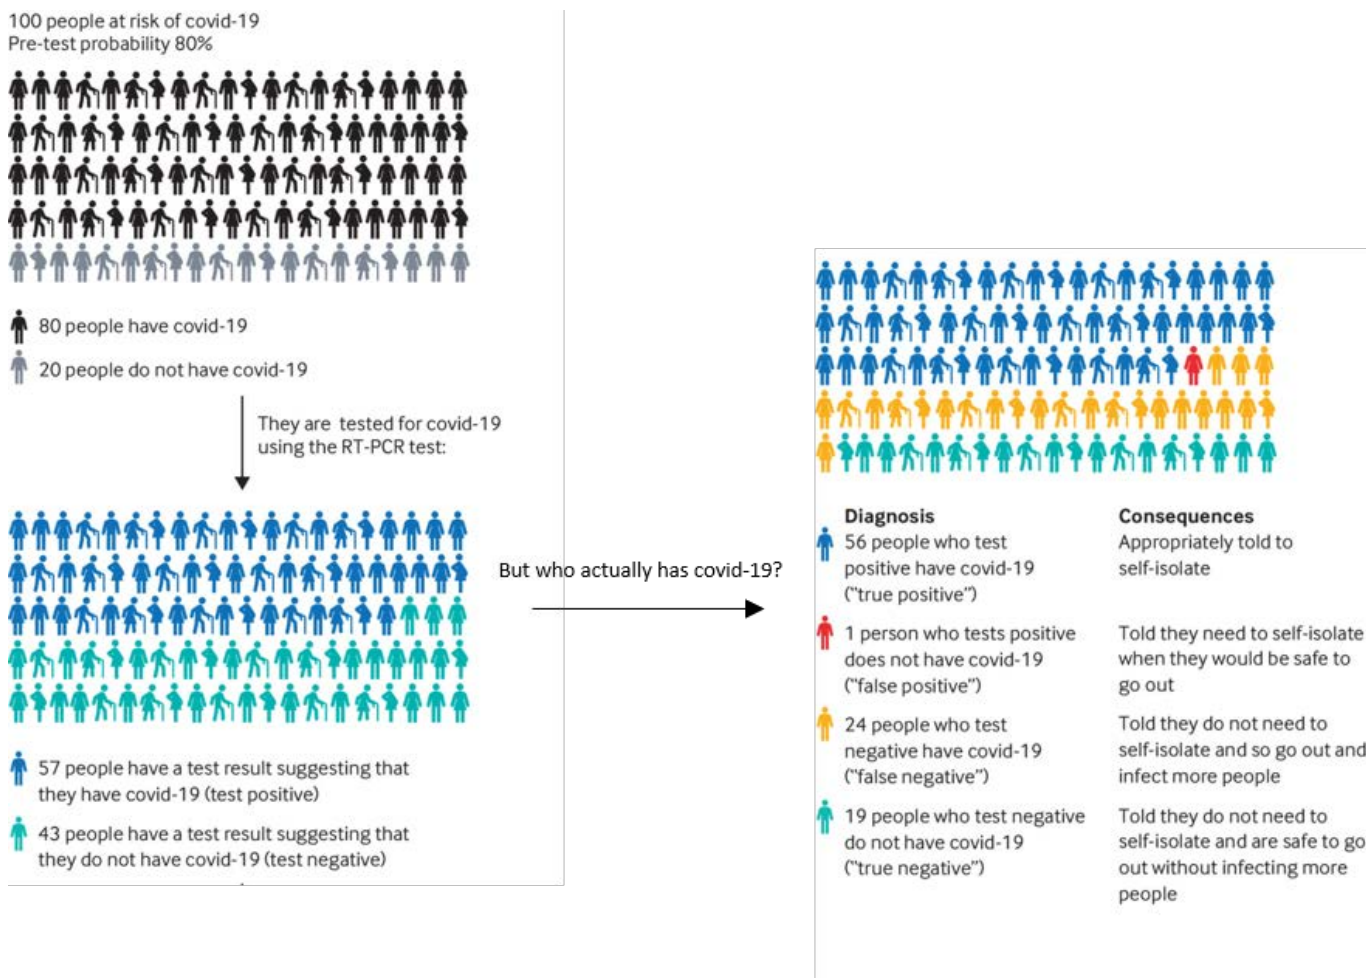 100 people at risk of covid-19
Pre-test probability 80%
80 people have covid-19
20 people do not have covid-19
They are tested for covid-19
using the RT-PCR test:
57 people have a test result suggesting that
they have covid-19 (test positive)
43 people have a test result suggesting that
they do not have covid-19 (test negative)
But who actually has covid-19?
Diagnosis
Consequences
56 people who test
positive have covid-19
("true positive")
Appropriately told to
self-isolate
1 person who tests positive
does not have covid-19
("false positive")
Told they need to self-isolate
when they would be safe to
go out
24 people who test
negative have covid-19
("false negative")
Told they do not need to
self-isolate and so go out and
infect more people
19 people who test negative
do not have covid-19
("true negative")
Told they do not need to
self-isolate and are safe to go
out without infecting more
people